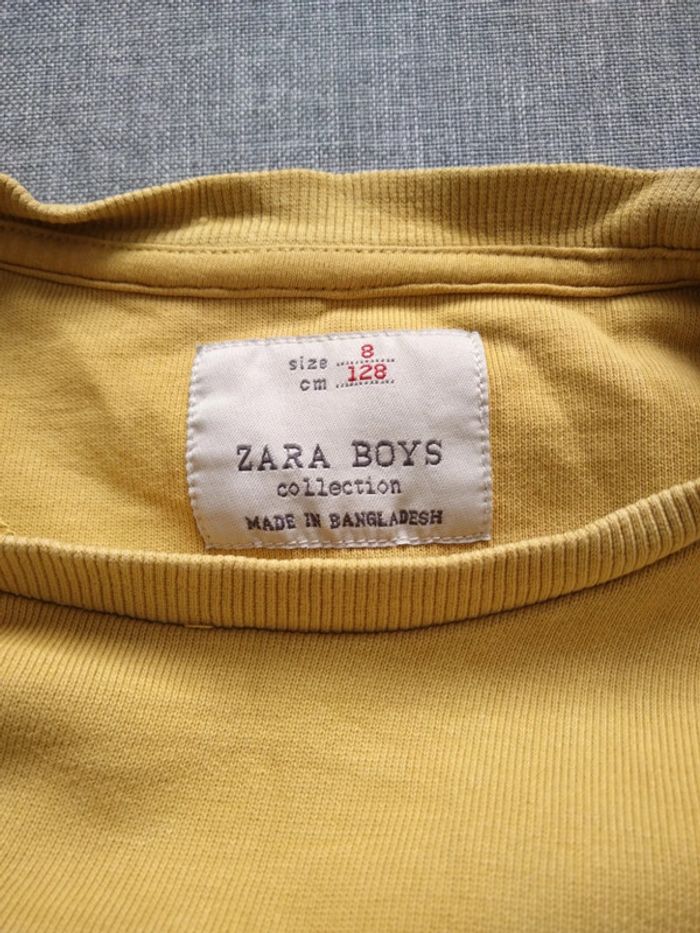 size 8
cm 128
ZARA BOYS
collection
MADE IN BANGLADESH